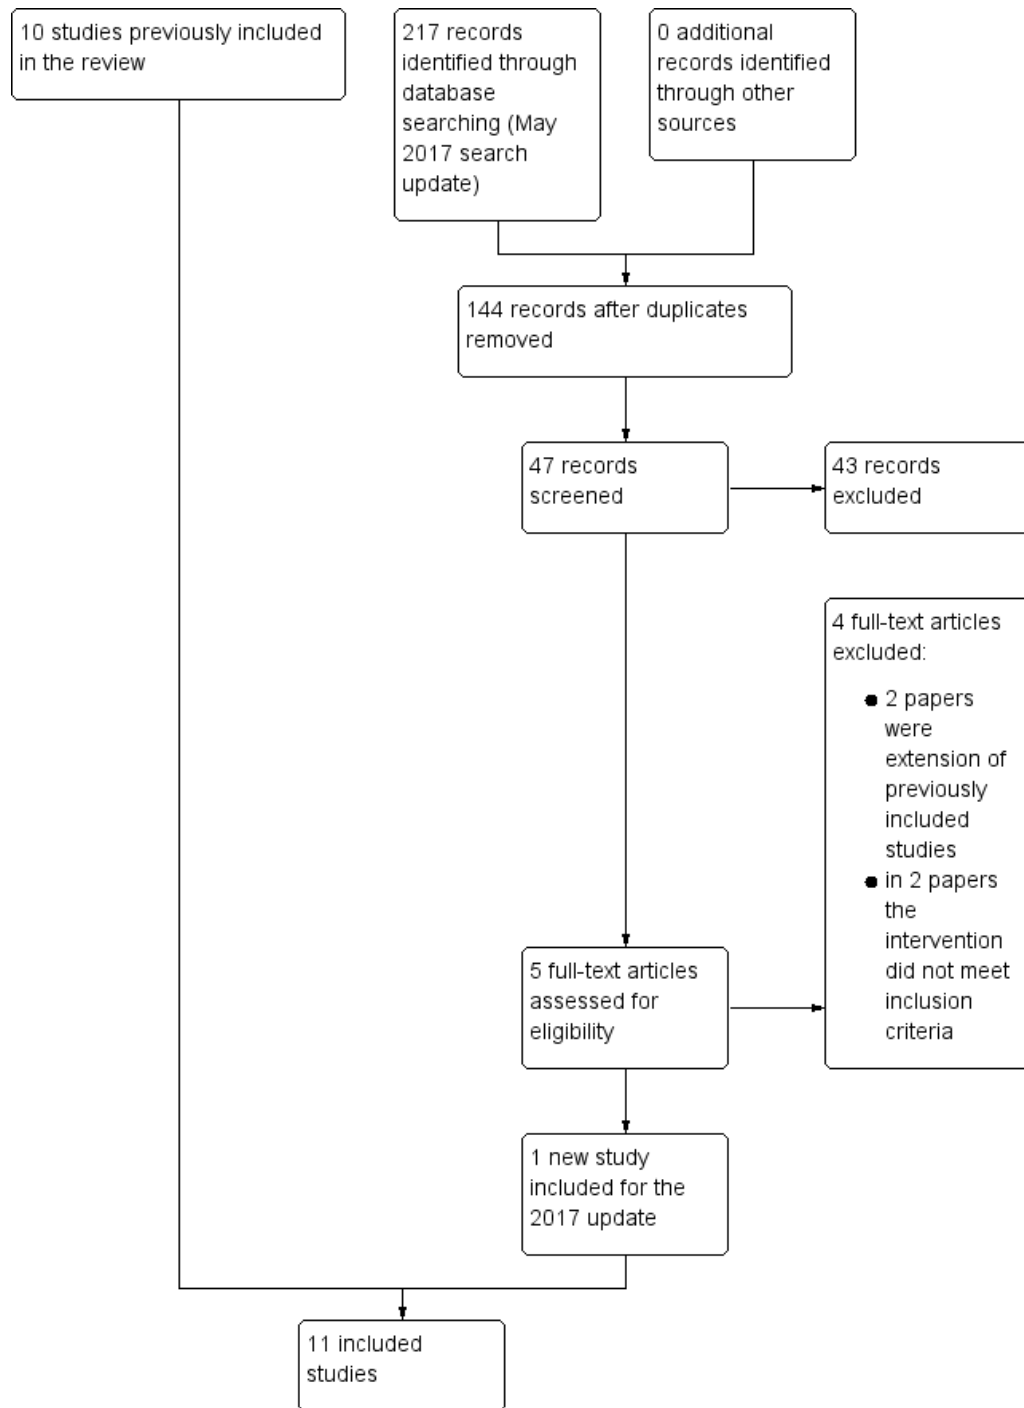 10 studies previously included
in the review
217 records
identified through
database
searching (May
2017 search
update)
0 additional
records identified
through other
sources
144 records after duplicates
removed
47 records
screened
43 records
excluded
4 full-text articles
excluded:
● 2 papers
were
extension of
previously
included
studies
● in 2 papers
the
intervention
did not meet
inclusion
criteria
5 full-text articles
assessed for
eligibility
1 new study
included for the
2017 update
11 included
studies